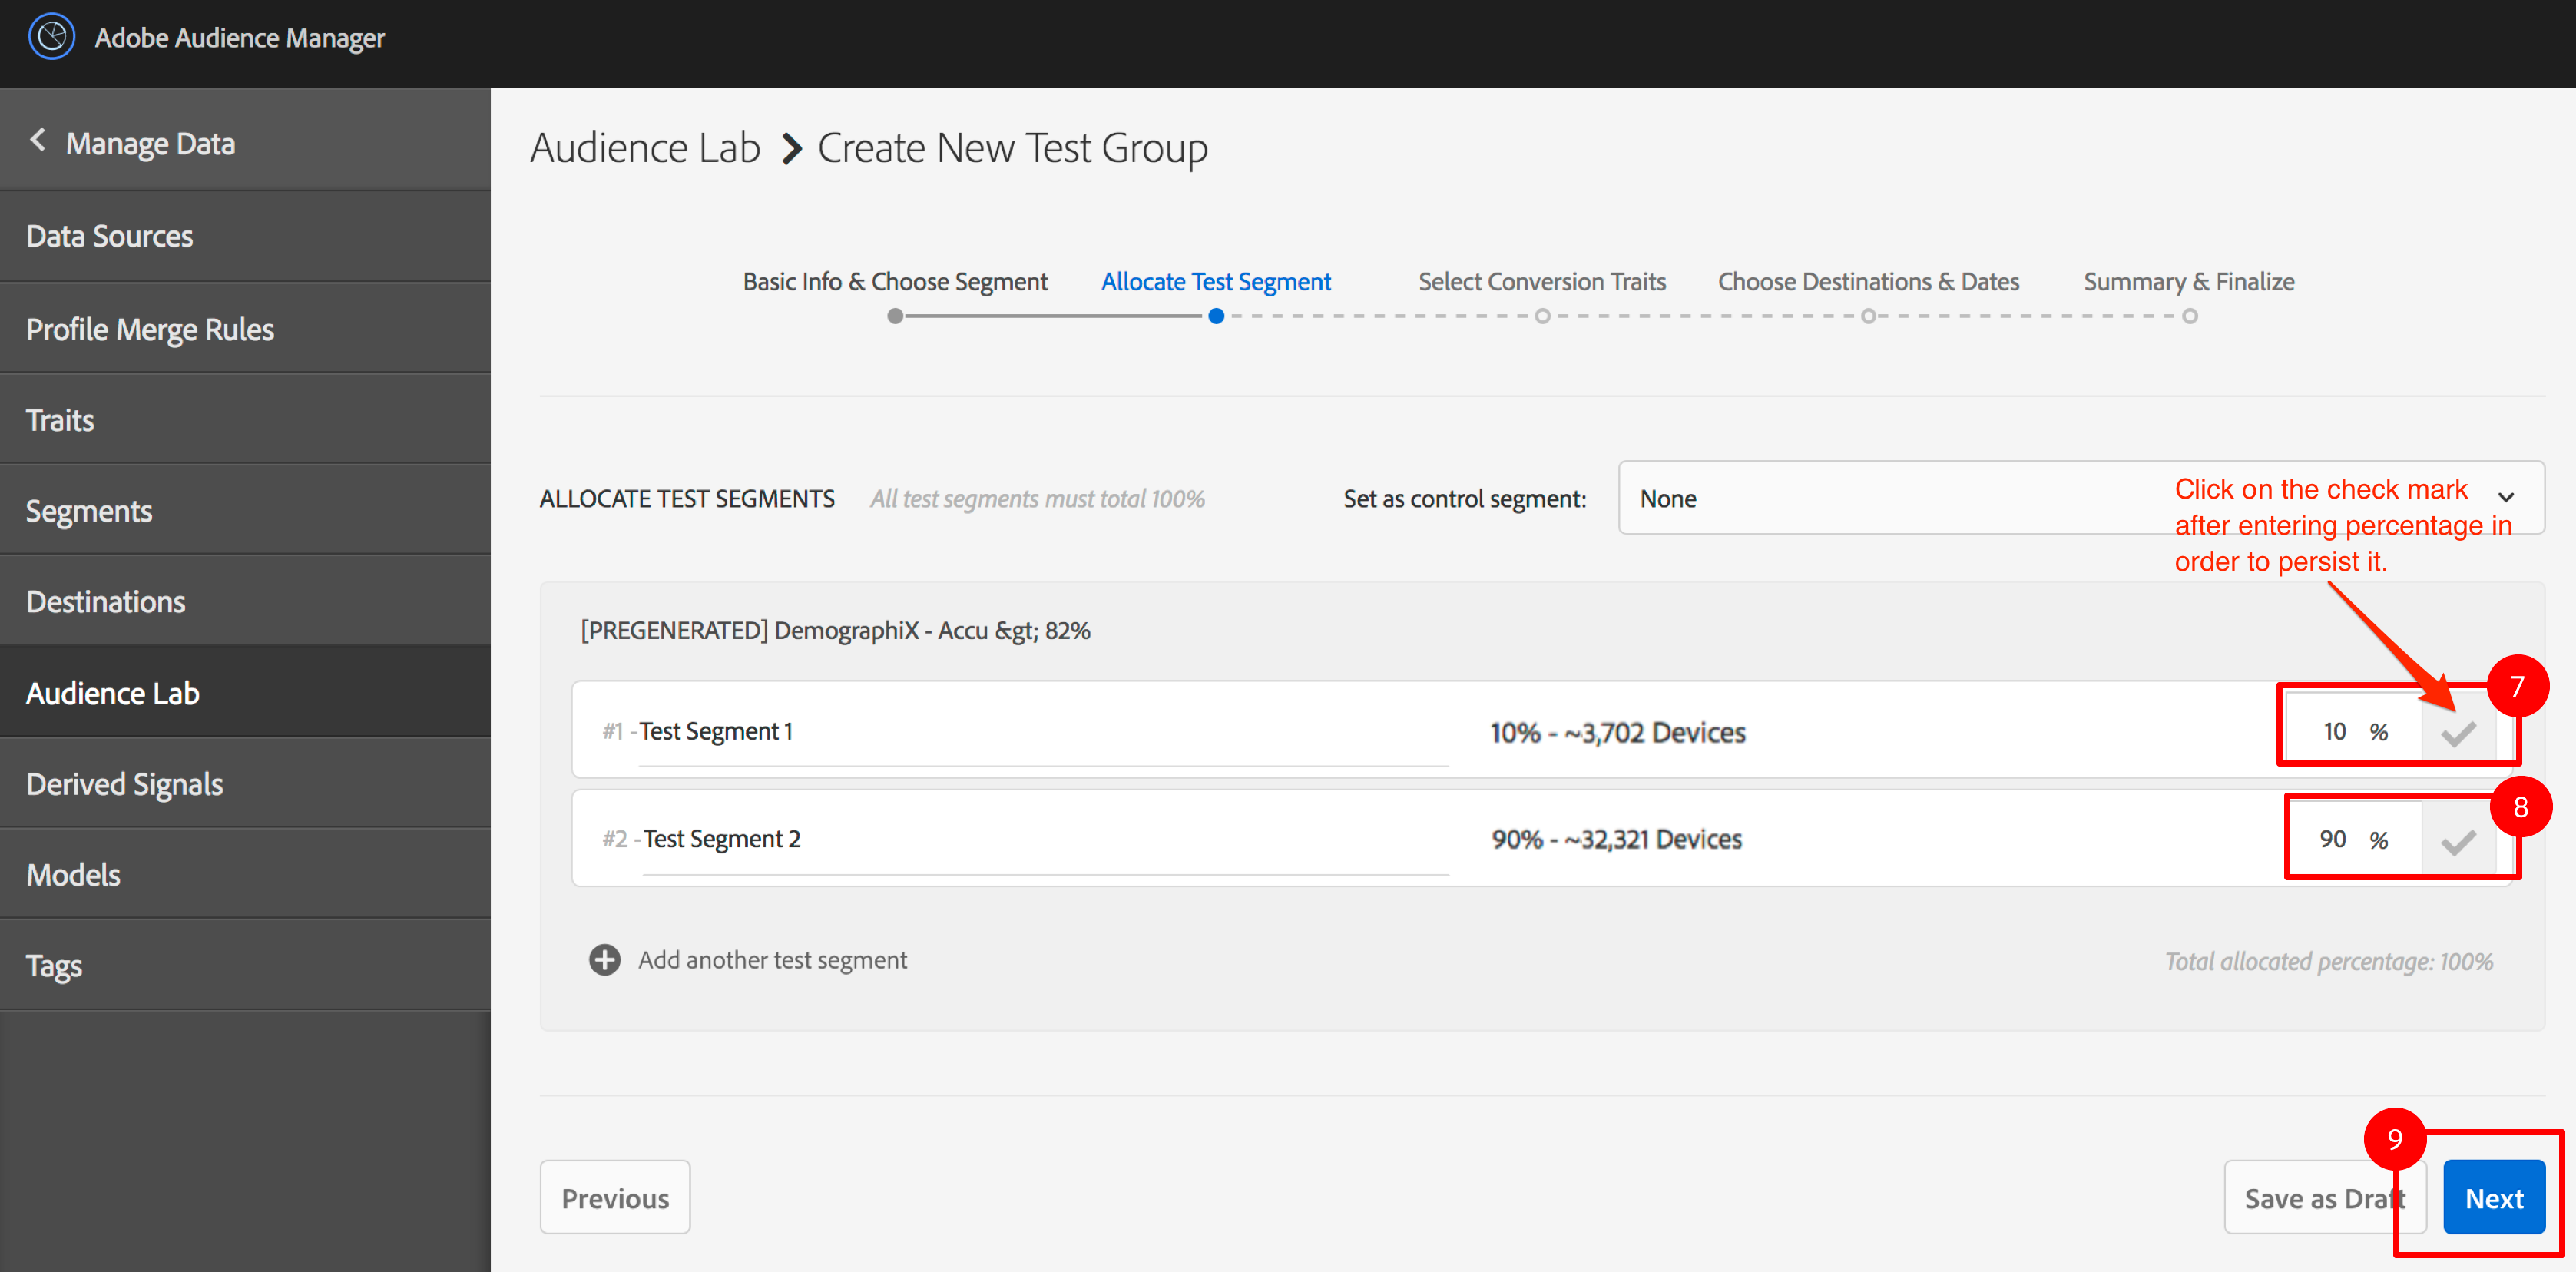 Adobe Audience Manager
Manage Data
Data Sources
Profile Merge Rules
Traits
Segments
Destinations
Audience Lab
Derived Signals
Models
Tags
Audience Lab > Create New Test Group
Basic Info & Choose Segment
Allocate Test Segment
Select Conversion Traits
Choose Destinations & Dates
Summary & Finalize
ALLOCATE TEST SEGMENTS All test segments must total 100%
Set as control segment: None
Click on the check mark
after entering percentage in
order to persist it.
[PREGENERATED] DemographiX - Accu &gt; 82%
#1 - Test Segment 1 10% - ~3,702 Devices 10 % 7
#2 - Test Segment 2 90% - ~32,321 Devices 90 % 8
Add another test segment Total allocated percentage: 100%
9
Previous Save as Draft Next